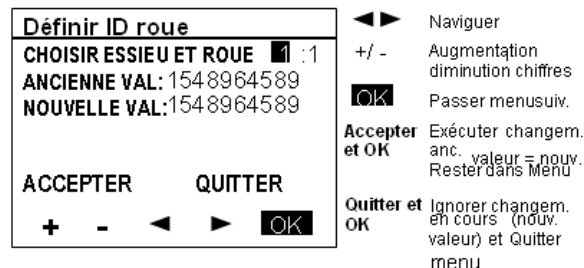 Définir ID roue
CHOISIR ESSIEU ET ROUE 1 :1
ANCIENNE VAL:1548964589
NOUVELLE VAL:1548964589
ACCEPTER QUITTER
+ - ◄ ► OK
◄► Naviguer
+/ - Augmentation
diminution chiffres
OK Passer menusuiv.
Accepter et OK Exécuter changem.
anc. valeur = nouv.
Rester dans Menu
Quitter et OK Ignorer changem.
en cours (nouv.
valeur) et Quitter
menu